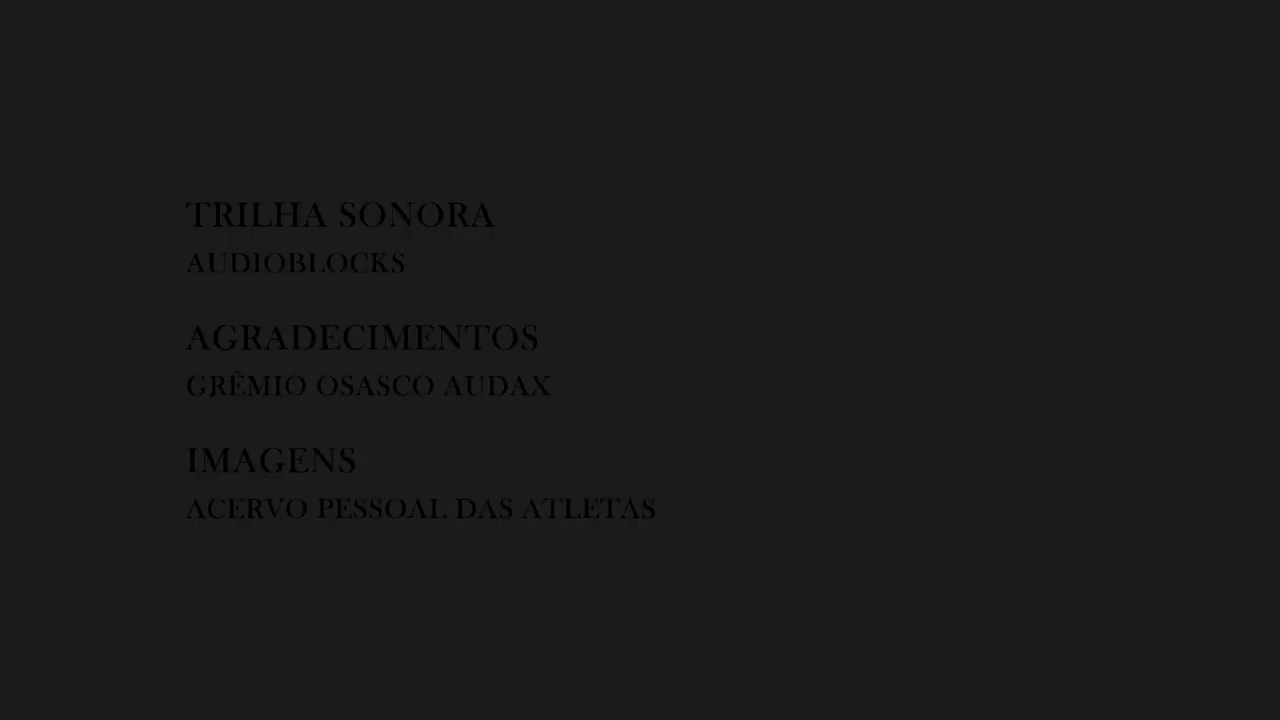 TRILHA SONORA
AUDIOBLOCKS
AGRADECIMENTOS
GRÊMIO OSASCO AUDAX
IMAGENS
ACERVO PESSOAL DAS ATLETAS